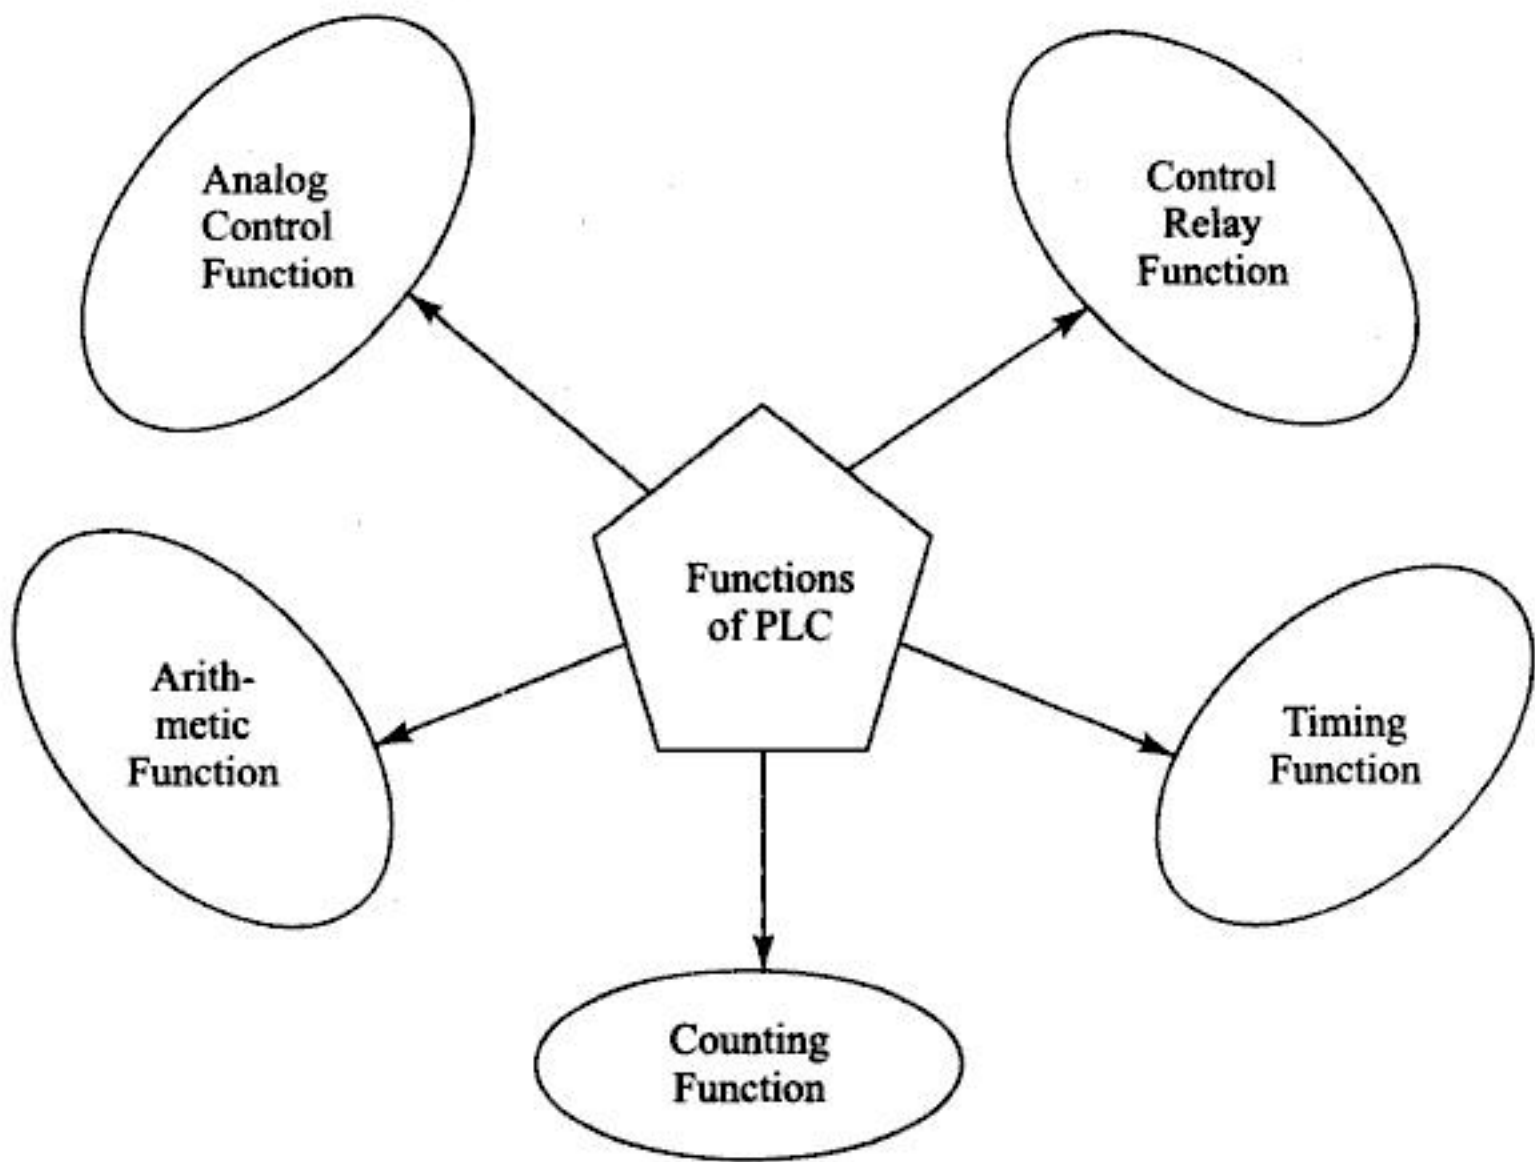 Analog
Control
Function
Control
Relay
Function
Functions
of PLC
Arith-
metic
Function
Timing
Function
Counting
Function